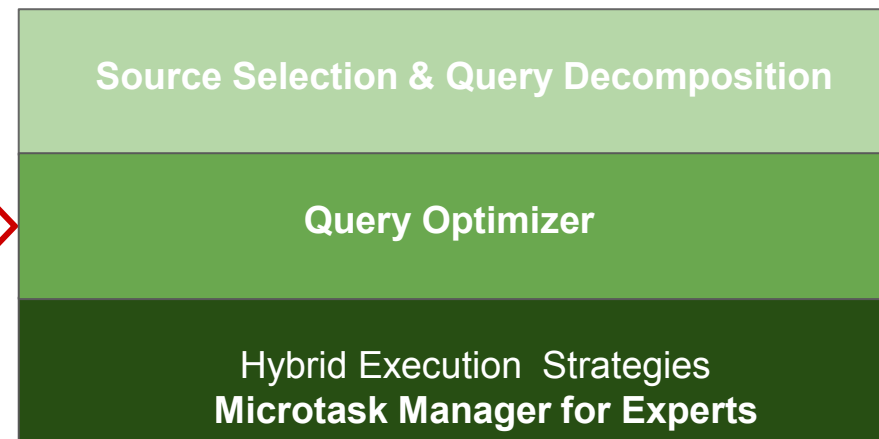 Source Selection & Query Decomposition
Query Optimizer
Hybrid Execution Strategies
Microtask Manager for Experts